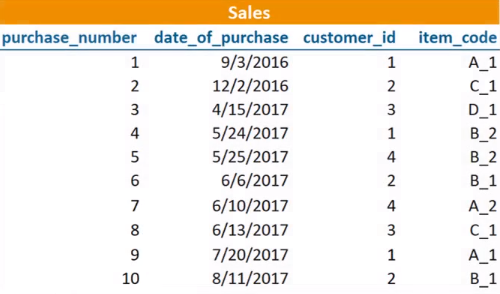 Sales
purchase_number date_of_purchase customer_id item_code
1 9/3/2016 1 A_1
2 12/2/2016 2 C_1
3 4/15/2017 3 D_1
4 5/24/2017 1 B_2
5 5/25/2017 4 B_2
6 6/6/2017 2 B_1
7 6/10/2017 4 A_2
8 6/13/2017 3 C_1
9 7/20/2017 1 A_1
10 8/11/2017 2 B_1